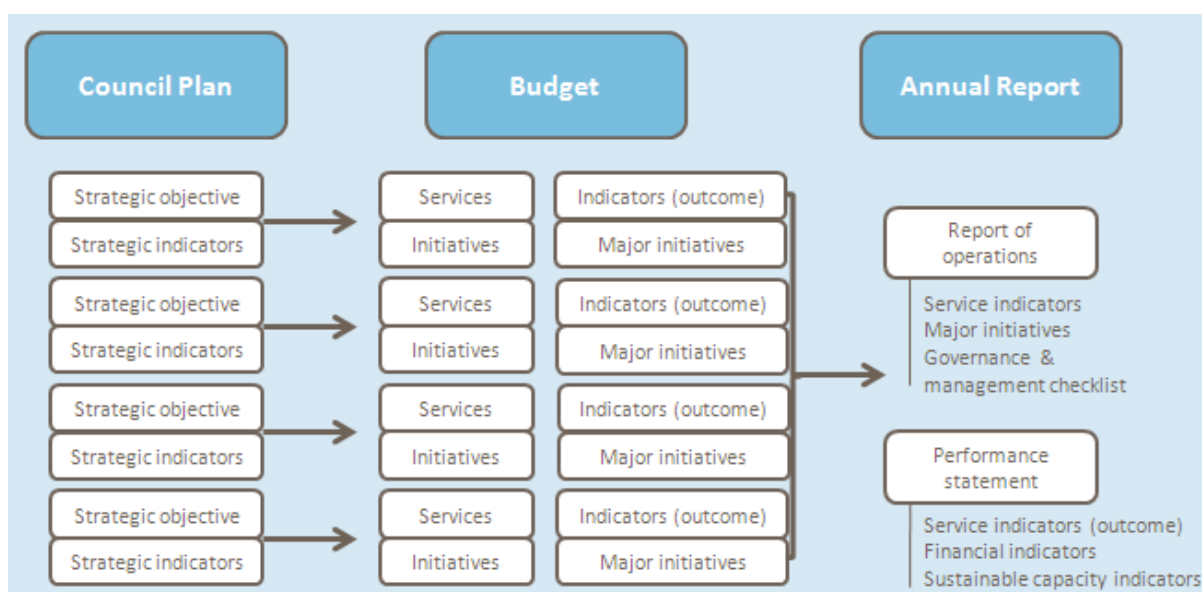 Council Plan
Budget
Annual Report
Strategic objective
Strategic indicators
Strategic objective
Strategic indicators
Strategic objective
Strategic indicators
Strategic objective
Strategic indicators
Services
Initiatives
Services
Initiatives
Services
Initiatives
Services
Initiatives
Indicators (outcome)
Major initiatives
Indicators (outcome)
Major initiatives
Indicators (outcome)
Major initiatives
Indicators (outcome)
Major initiatives
Report of
operations
Service indicators
Major initiatives
Governance &
management checklist
Performance
statement
Service indicators (outcome)
Financial indicators
Sustainable capacity indicators